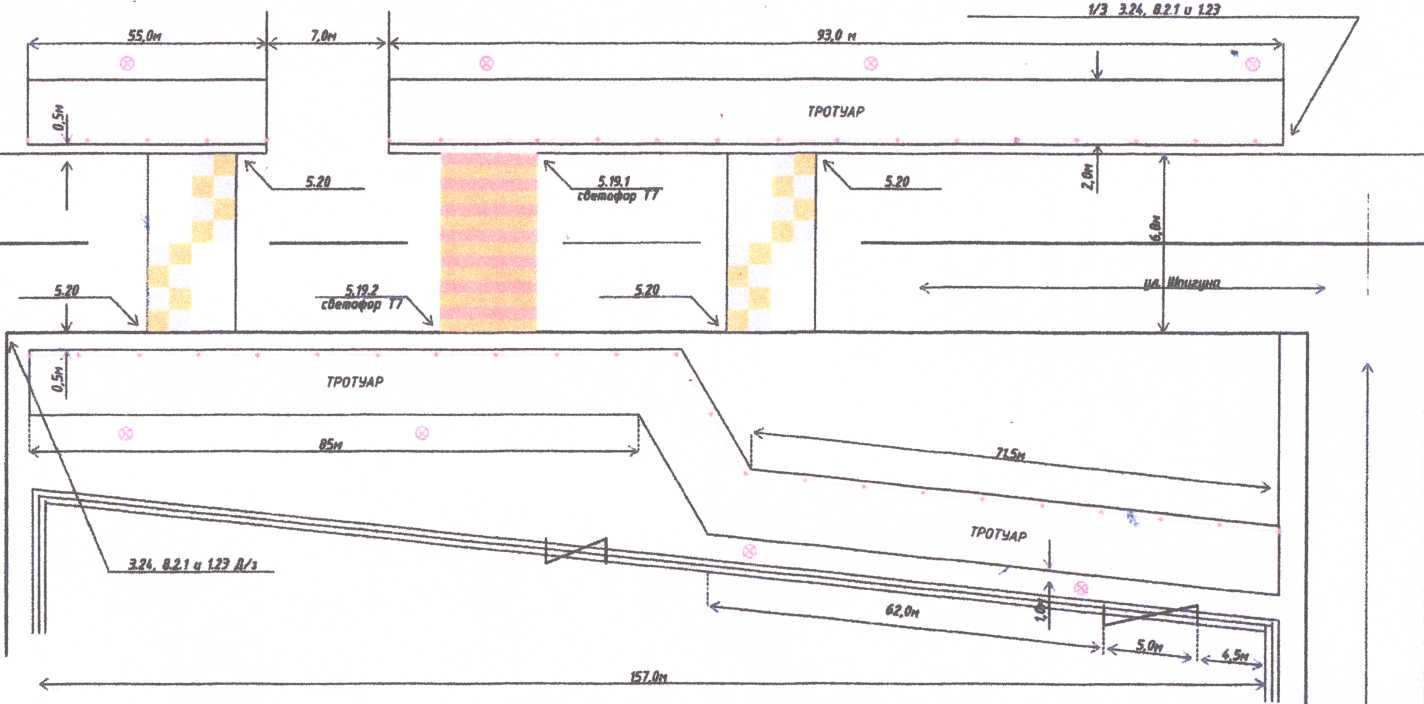 1/3 3.24, 8.2.1 и 1.23
55,0м
7,0м
93,0 м
0,5м
ТРОТУАР
5.20
5.19.1
светофор Т7
5.20
2,0м
6,8м
5.20
5.19.2
светофор Т7
5.20
ул. Шпигуна
0,5м
ТРОТУАР
85м
71.5м
ТРОТУАР
3.24, 8.2.1 и 1.23 Д/з
62,0м
1,0м
5,0м
4,5м
157.0м